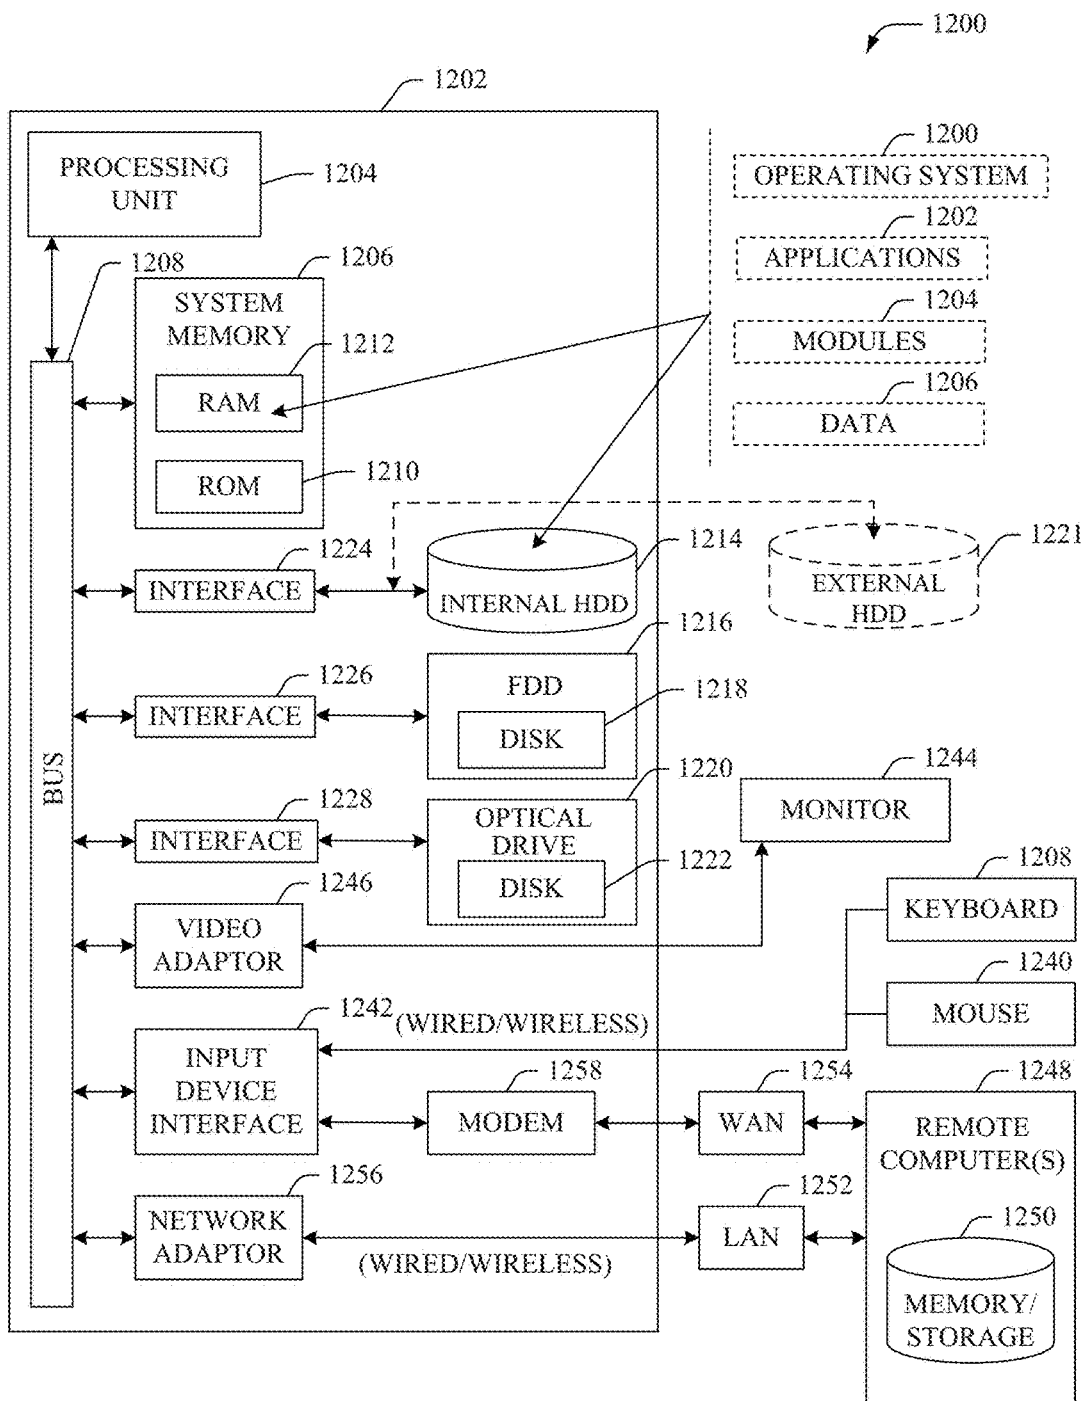 1200
1202
PROCESSING
UNIT
1204
1200
OPERATING SYSTEM
1202
APPLICATIONS
1204
MODULES
1206
DATA
1208
1206
SYSTEM
MEMORY
1212
RAM
1210
ROM
1224
INTERFACE
1214
INTERNAL HDD
1221
EXTERNAL
HDD
1226
INTERFACE
1216
FDD
1218
DISK
BUS
1228
INTERFACE
1220
OPTICAL
DRIVE
1222
DISK
1244
MONITOR
1246
VIDEO
ADAPTOR
1208
KEYBOARD
1240
MOUSE
1242
(WIRED/WIRELESS)
INPUT
DEVICE
INTERFACE
1258
MODEM
1254
WAN
1248
REMOTE
COMPUTER(S)
1256
NETWORK
ADAPTOR
(WIRED/WIRELESS)
1252
LAN
1250
MEMORY/
STORAGE